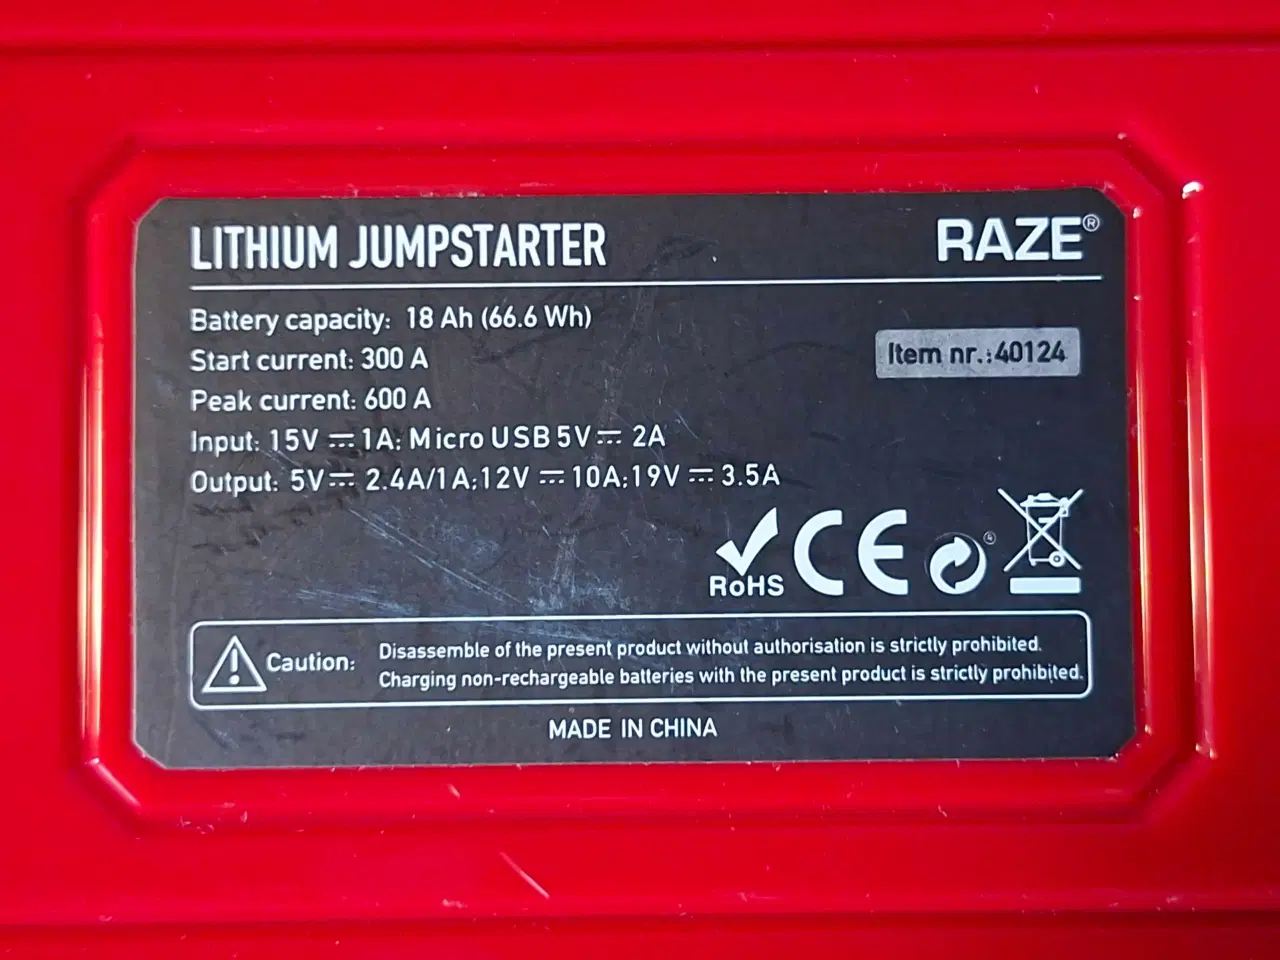 LITHIUM JUMPSTARTER
RAZE®
Battery capacity: 18 Ah (66.6 Wh)
Item nr.:40124
Start current: 300 A
Peak current: 600 A
Input: 15V ⎓ 1A; Micro USB 5V ⎓ 2A
Output: 5V ⎓ 2.4A/1A;12V ⎓ 10A;19V ⎓ 3.5A
RoHS CE
Caution: Disassemble of the present product without authorisation is strictly prohibited.
Charging non-rechargeable batteries with the present product is strictly prohibited.
MADE IN CHINA